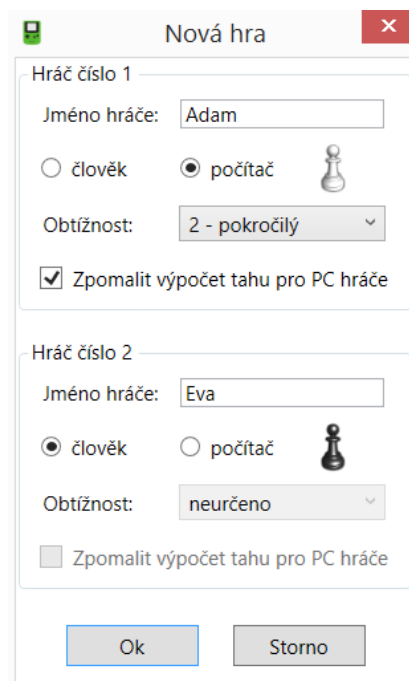 Nová hra
Hráč číslo 1
Jméno hráče: Adam
člověk počítač
Obtížnost: 2 - pokročilý
Zpomalit výpočet tahu pro PC hráče
Hráč číslo 2
Jméno hráče: Eva
člověk počítač
Obtížnost: neurčeno
Zpomalit výpočet tahu pro PC hráče
Ok Storno